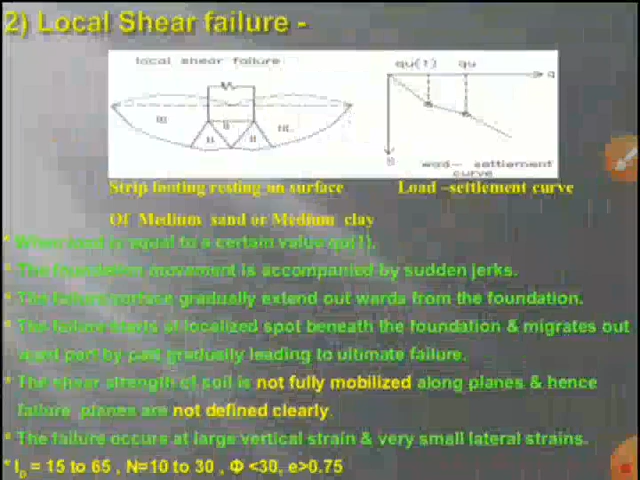 2) Local Shear failure -
local shear failure
qu(1) qu
q
III
II
II
load - settlement
curve
Strip footing resting on surface
Load –settlement curve
Of Medium sand or Medium clay
* When load is equal to a certain value qu(1).
* The foundation movement is accompanied by sudden jerks.
* The failure surface gradually extend out wards from the foundation.
* The failure starts at localized spot beneath the foundation & migrates out
ward part by part gradually leading to ultimate failure.
* The shear strength of soil is not fully mobilized along planes & hence
failure planes are not defined clearly.
* The failure occurs at large vertical strain & very small lateral strains.
* ID = 15 to 65 , N=10 to 30 , Φ <30, e>0.75